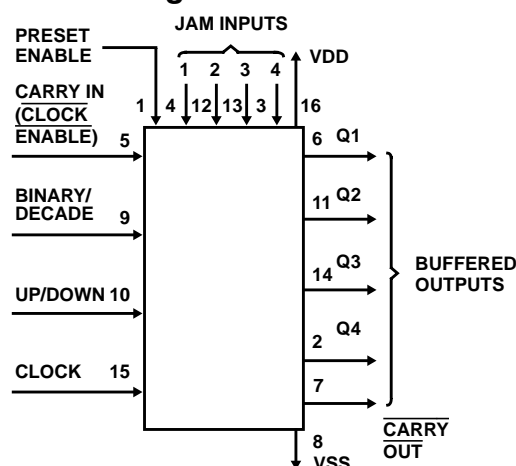 JAM INPUTS
PRESET
ENABLE
1 2 3 4
VDD
CARRY IN
(CLOCK
ENABLE)
1 4 12 13 3 16
5
6 Q1
BINARY/
DECADE
9
11 Q2
UP/DOWN 10
14 Q3
BUFFERED
OUTPUTS
2 Q4
CLOCK 15
7
CARRY
OUT
8
VSS